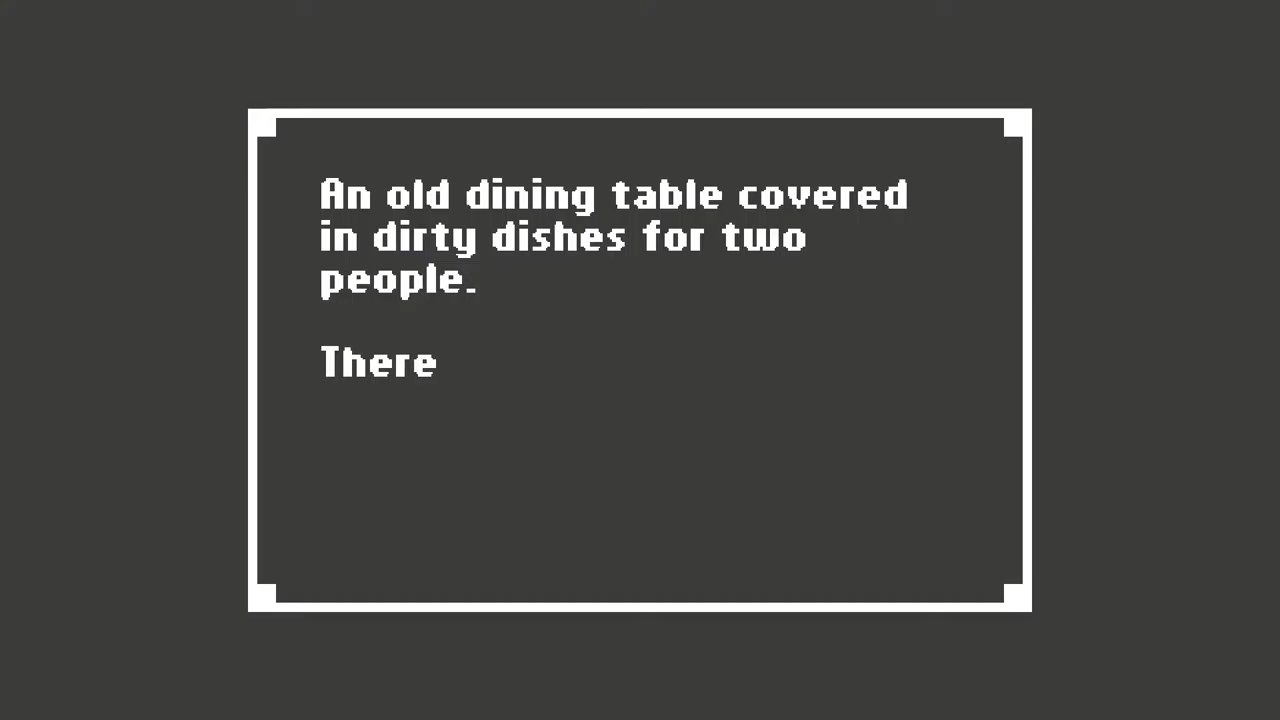 An old dining table covered
in dirty dishes for two
people.
There